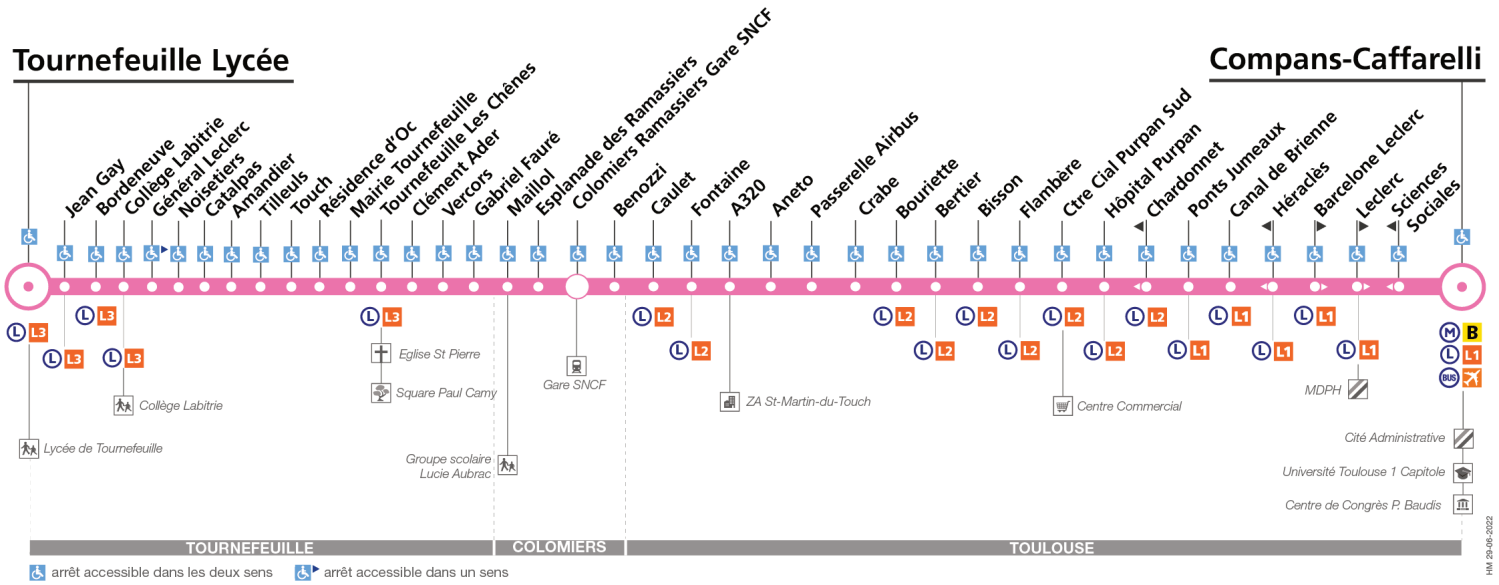 Tournefeuille Lycée
Compans-Caffarelli
Jean Gay
Bordeneuve
Collège Labitrie
Général Leclerc
Noisetiers
Catalpas
Amandier
Tilleuls
Touch
Résidence d'Oc
Mairie Tournefeuille
Tournefeuille Les Chênes
Clément Ader
Vercors
Gabriel Fauré
Maillol
Esplanade des Ramassiers
Colomiers Ramassiers Gare SNCF
Benozzi
Caulet
Fontaine
A320
Aneto
Passerelle Airbus
Crabe
Bouriette
Bertier
Bisson
Flambère
Ctre Cial Purpan Sud
Hôpital Purpan
Chardonnet
Ponts Jumeaux
Canal de Brienne
Héraclès
Barcelone Leclerc
Leclerc
Sciences
Sociales
L L3
L L3
L L3
L L3
L L3
L L2
L L2
L L2
L L2
L L2
L L2
L L2
L L2
L L2
L L1
L L1
L L1
L L1
L L1
M B
L L1
BUS
Lycée de Tournefeuille
Collège Labitrie
Eglise St Pierre
Square Paul Camy
Groupe scolaire
Lucie Aubrac
Gare SNCF
ZA St-Martin-du-Touch
Centre Commercial
MDPH
Cité Administrative
Université Toulouse 1 Capitole
Centre de Congrès P. Baudis
TOURNEFEUILLE
COLOMIERS
TOULOUSE
arrêt accessible dans les deux sens
arrêt accessible dans un sens
HM 29-06-2022